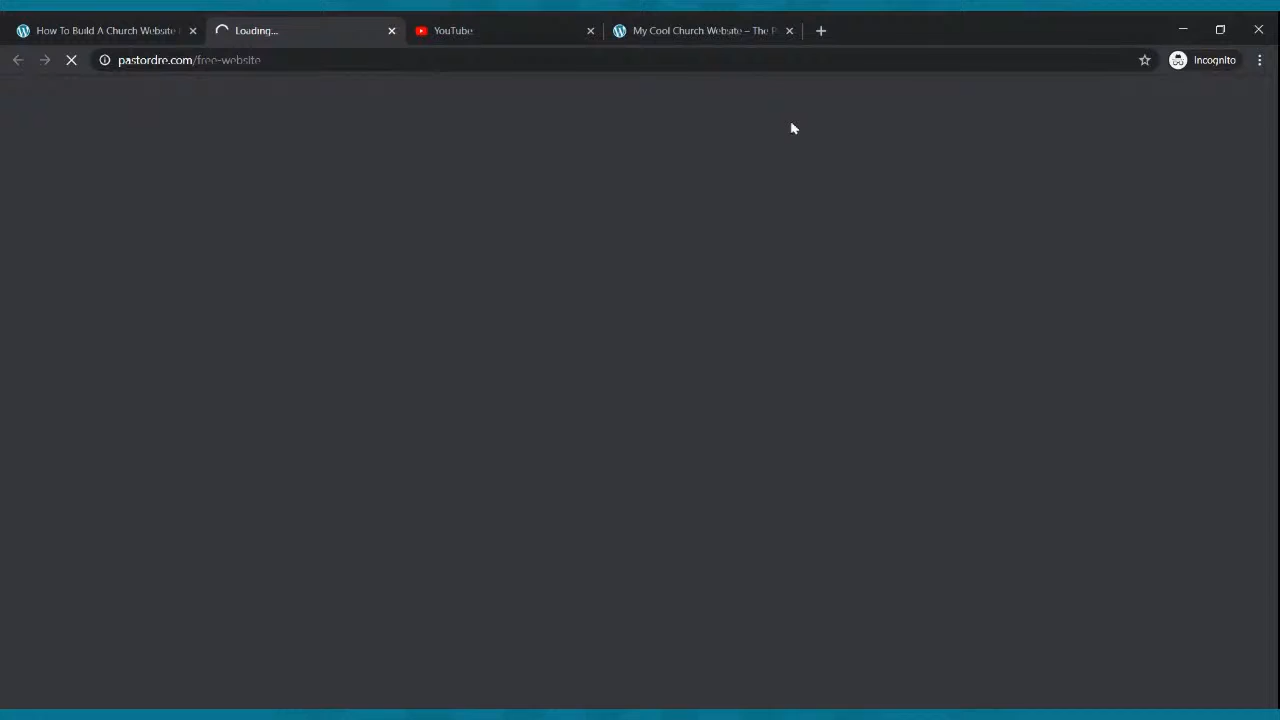 How To Build A Church Website
Loading...
YouTube
My Cool Church Website – The P
pastordre.com/free-website
Incognito